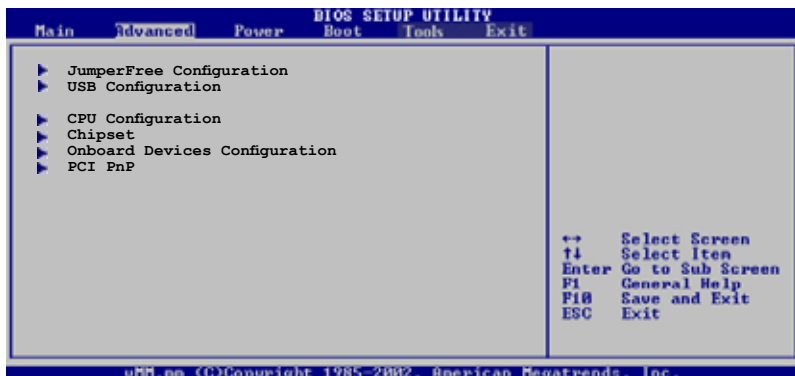 BIOS SETUP UTILITY
Main Advanced Power Boot Tools Exit
JumperFree Configuration
USB Configuration
CPU Configuration
Chipset
Onboard Devices Configuration
PCI PnP
←→ Select Screen
↑↓ Select Item
Enter Go to Sub Screen
F1 General Help
F10 Save and Exit
ESC Exit
(C)Copyright 1985-2002, American Megatrends, Inc.